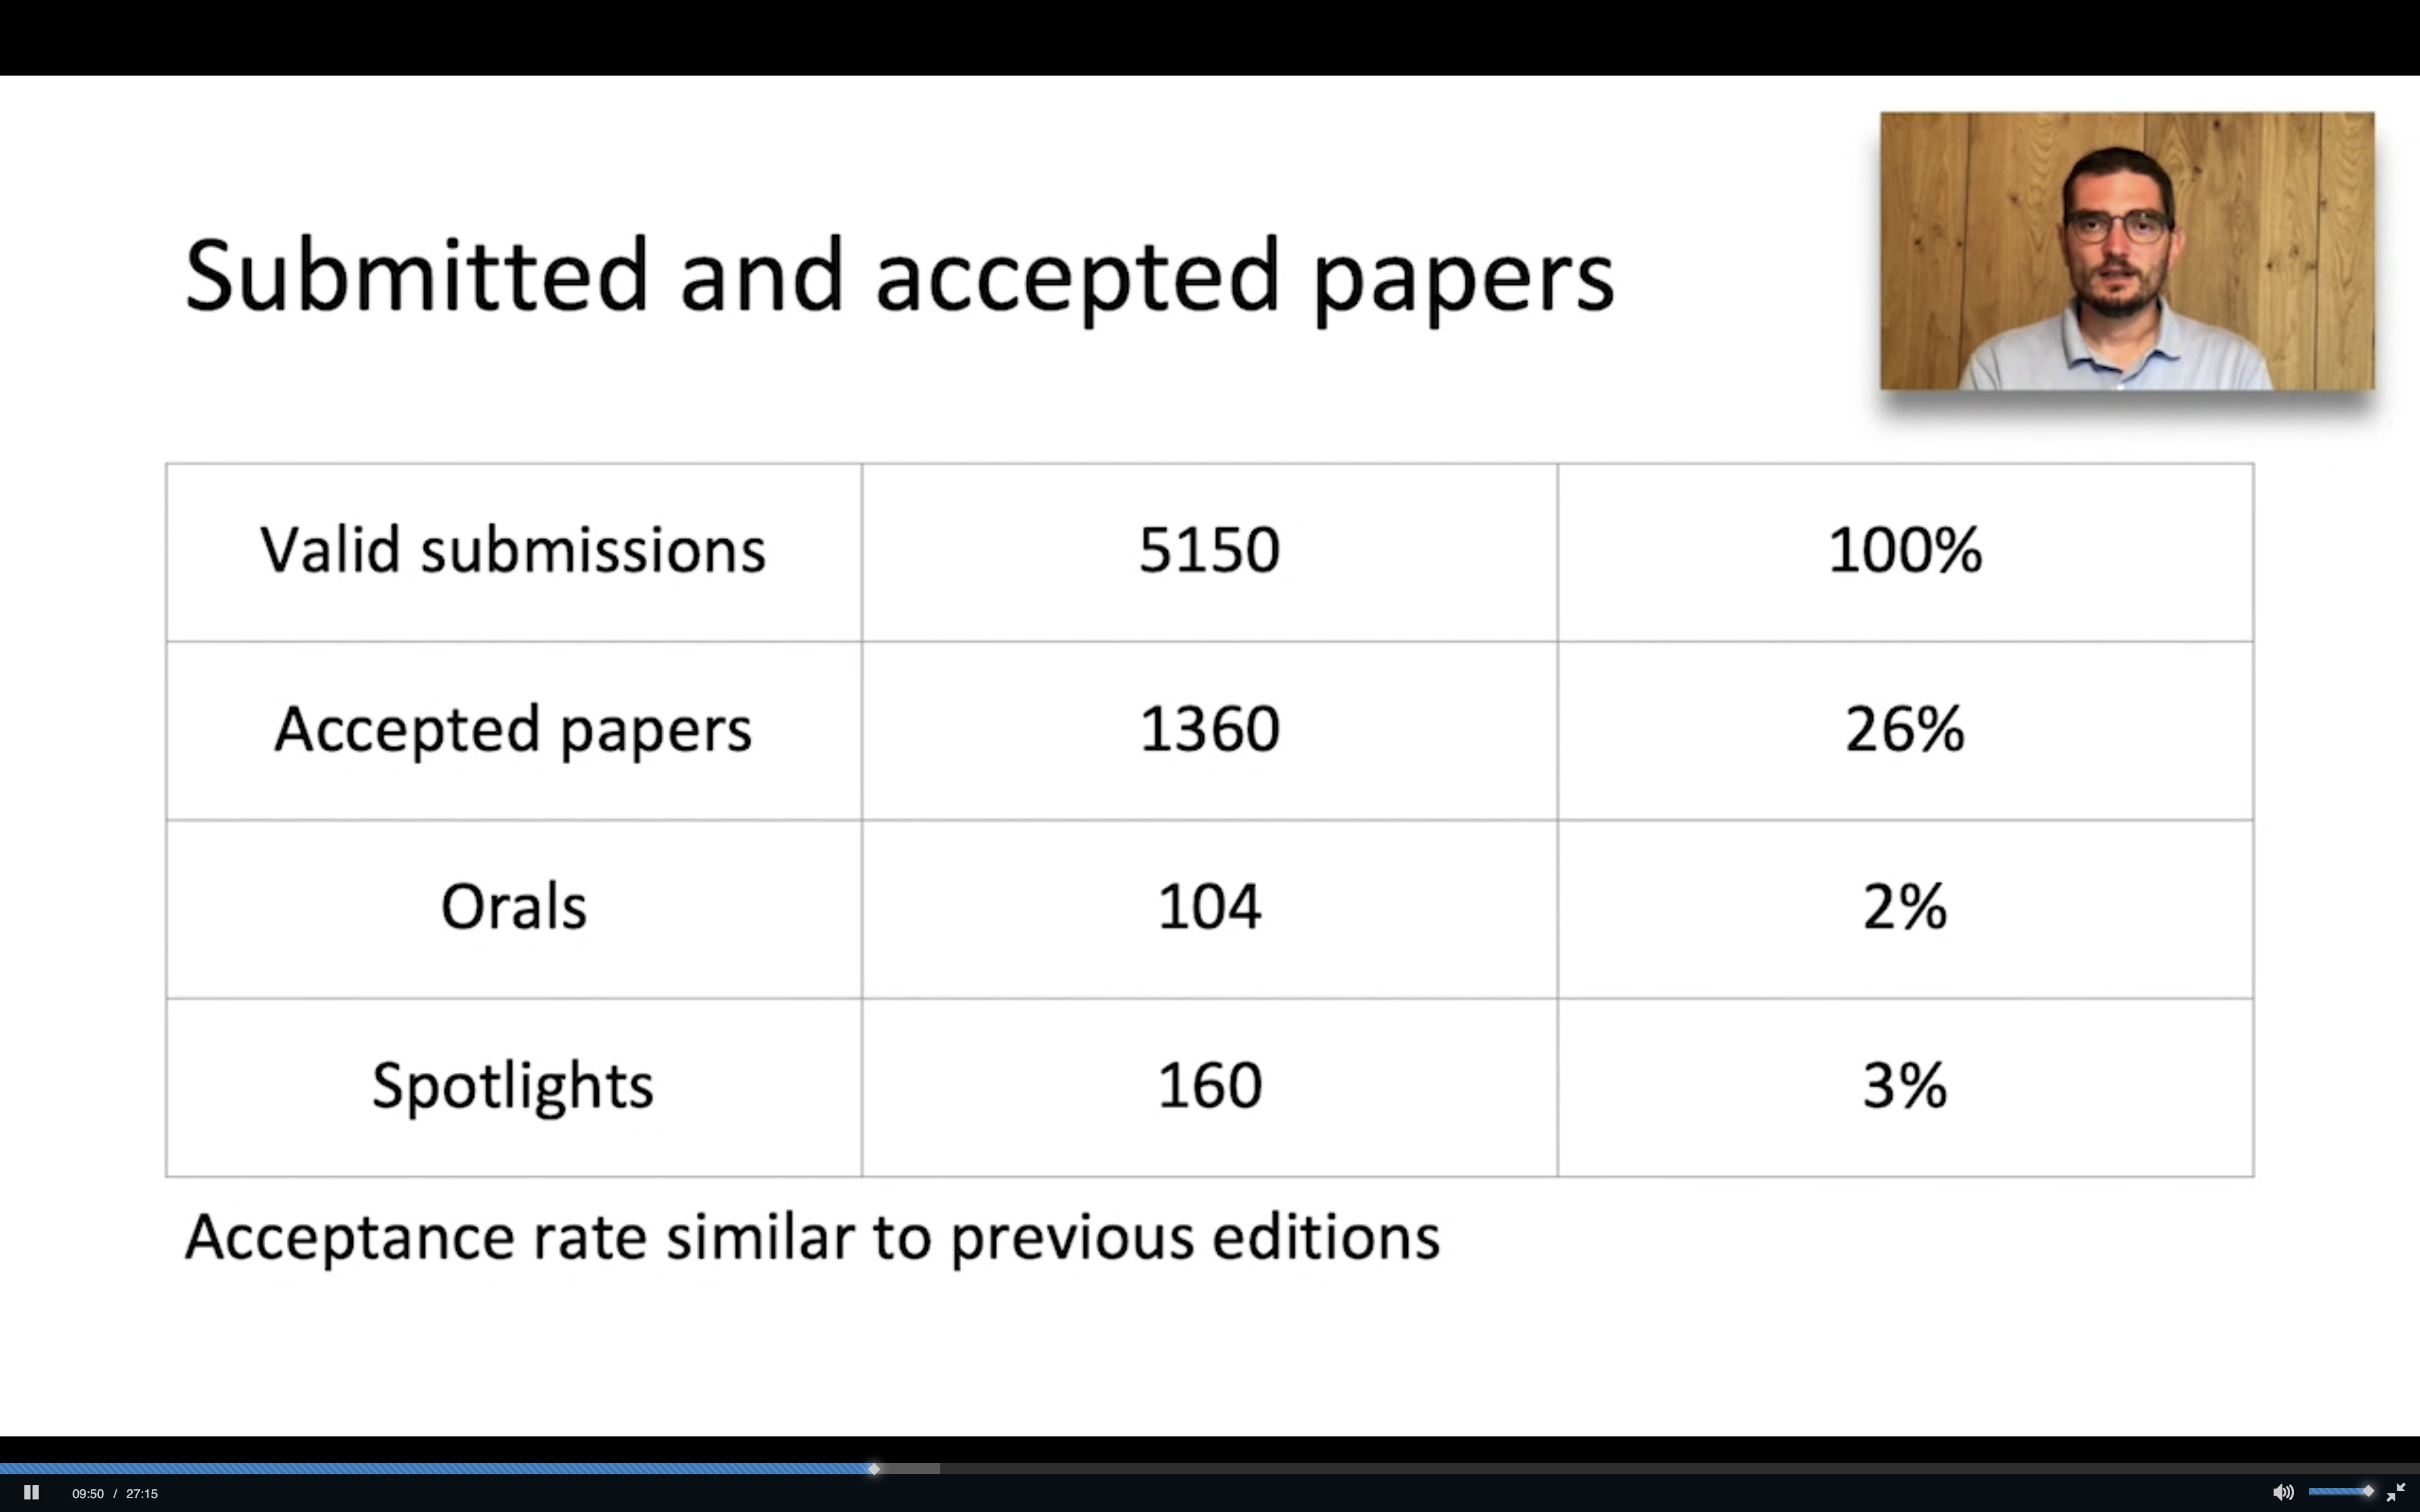 Submitted and accepted papers
Valid submissions 5150 100%
Accepted papers 1360 26%
Orals 104 2%
Spotlights 160 3%
Acceptance rate similar to previous editions
09:50 / 27:15